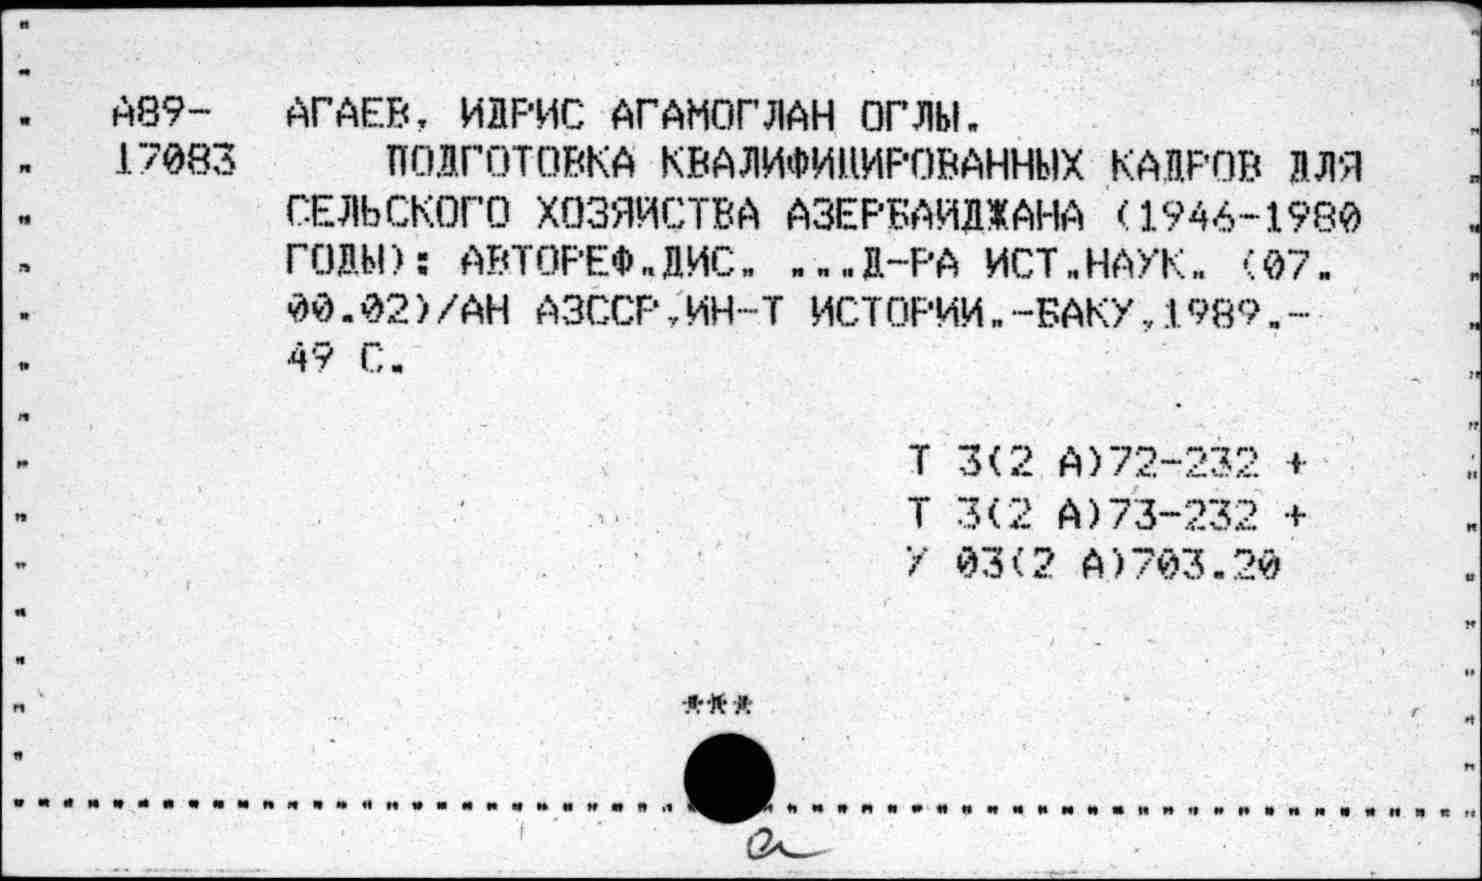 А89- АГАЕВ, ИДРИС АГАМОГЛАН ОГЛЫ.
17083 ПОДГОТОВКА КВАЛИФИЦИРОВАННЫХ КАДРОВ ДЛЯ
СЕЛЬСКОГО ХОЗЯЙСТВА АЗЕРБАЙДЖАНА (1946-1980
ГОДЫ): АВТОРЕФ.ДИС. ...Д-РА ИСТ.НАУК. (07.
00.02)/АН АЗССР,ИН-Т ИСТОРИИ.-БАКУ,1989.-
49 С.
Т 3(2 А)72-232 +
Т 3(2 А)73-232 +
У 03(2 А)703.20
***